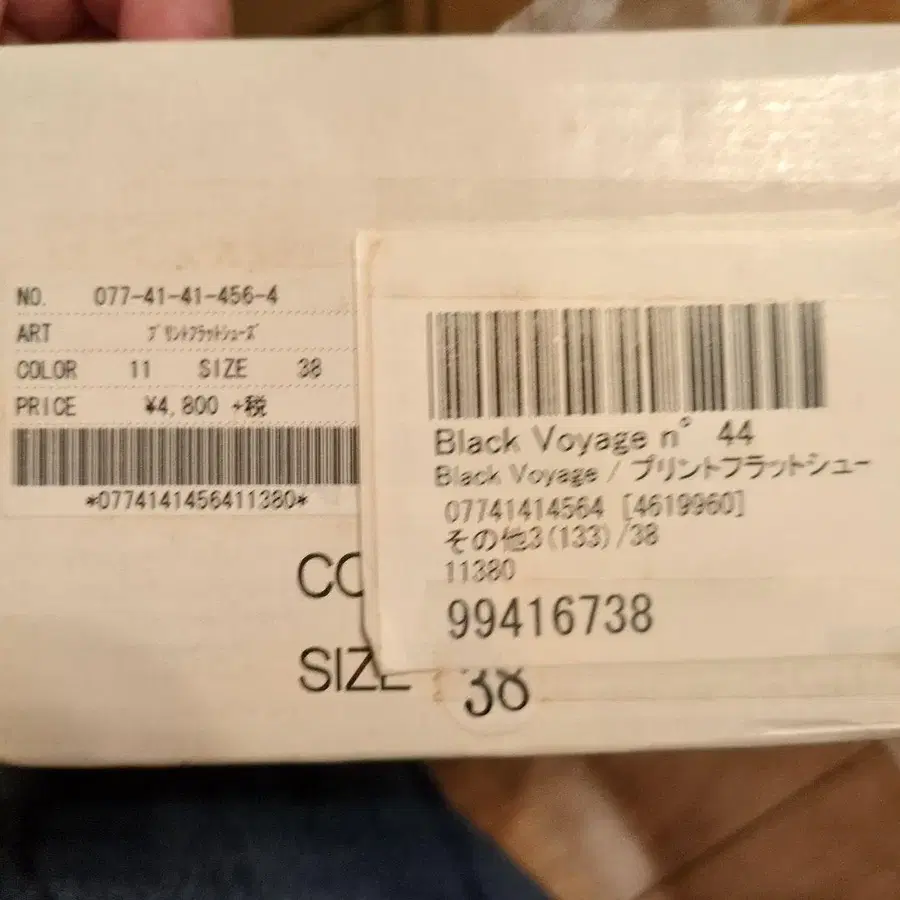 NO. 077-41-41-456-4
ART ﾌﾟﾘﾝﾄﾌﾗｯﾄｼｭｰｽﾞ
COLOR 11 SIZE 38
PRICE ¥4,800 +税
*0774141456411380*
CO
SIZE 38
Black Voyage n° 44
Black Voyage / プリントフラットシュー
07741414564 [4619960]
その他3(133)/38
11380
99416738